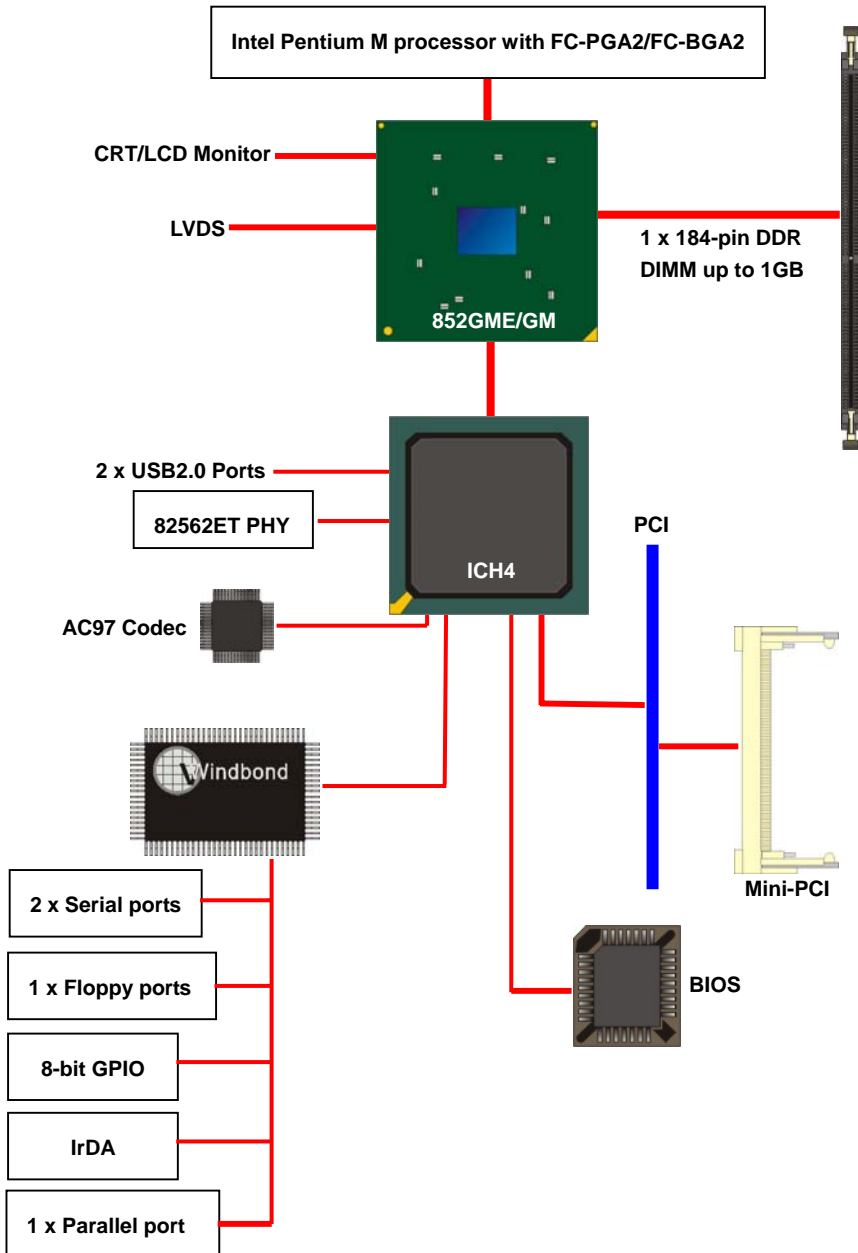 Intel Pentium M processor with FC-PGA2/FC-BGA2
CRT/LCD Monitor
LVDS
1 x 184-pin DDR
DIMM up to 1GB
852GME/GM
2 x USB2.0 Ports
82562ET PHY
ICH4
PCI
AC97 Codec
Windbond
Mini-PCI
2 x Serial ports
1 x Floppy ports
BIOS
8-bit GPIO
IrDA
1 x Parallel port